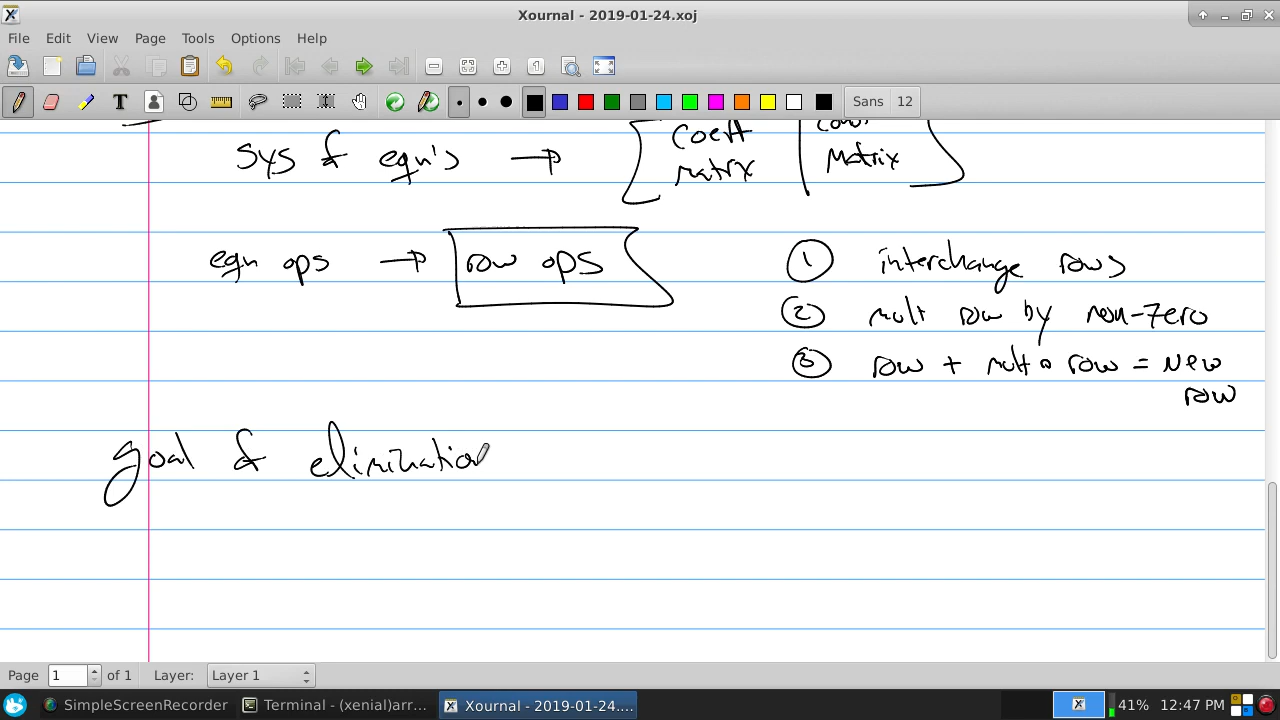 Xournal - 2019-01-24.xoj
File Edit View Page Tools Options Help
Sans 12
sys of eqn's → coeff matrix
matrix
eqn ops → row ops
① interchange rows
② mult row by non-zero
③ row + mult • row = new
row
goal of elimination
Page 1 of 1 Layer: Layer 1
SimpleScreenRecorder Terminal - (xenial)arr... Xournal - 2019-01-24.... 41% 12:47 PM